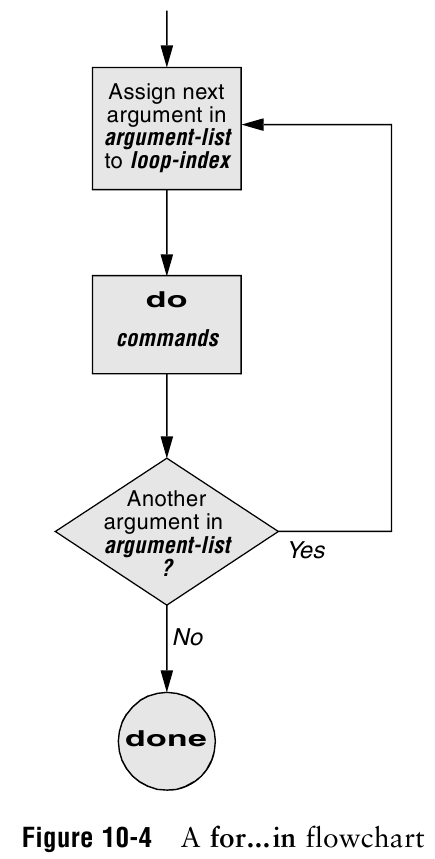 Assign next
argument in
argument-list
to loop-index
do
commands
Another
argument in
argument-list
?
Yes
No
done
Figure 10-4 A for...in flowchart